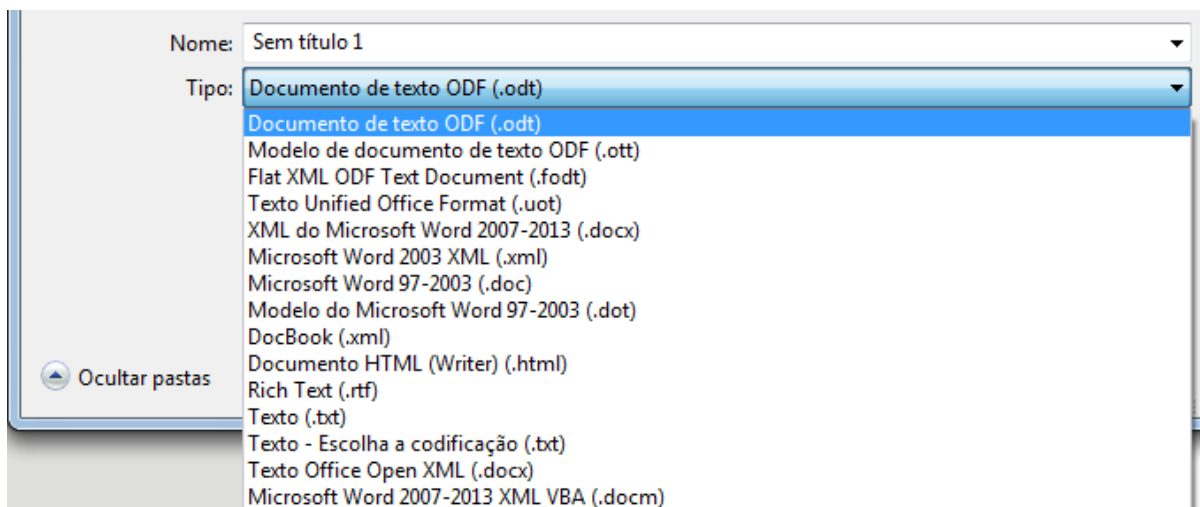 Nome: Sem título 1
Tipo: Documento de texto ODF (.odt)
Documento de texto ODF (.odt)
Modelo de documento de texto ODF (.ott)
Flat XML ODF Text Document (.fodt)
Texto Unified Office Format (.uot)
XML do Microsoft Word 2007-2013 (.docx)
Microsoft Word 2003 XML (.xml)
Microsoft Word 97-2003 (.doc)
Modelo do Microsoft Word 97-2003 (.dot)
DocBook (.xml)
Documento HTML (Writer) (.html)
Ocultar pastas
Rich Text (.rtf)
Texto (.txt)
Texto - Escolha a codificação (.txt)
Texto Office Open XML (.docx)
Microsoft Word 2007-2013 XML VBA (.docm)